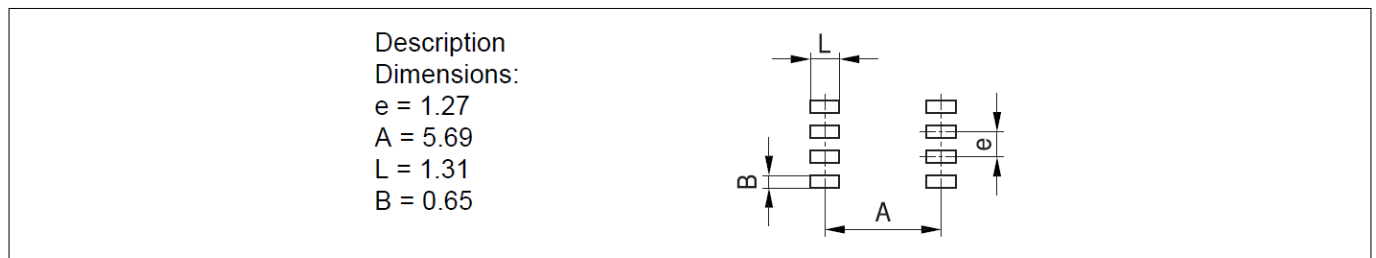 Description
Dimensions:
e = 1.27
A = 5.69
L = 1.31
B = 0.65
L
e
B
A